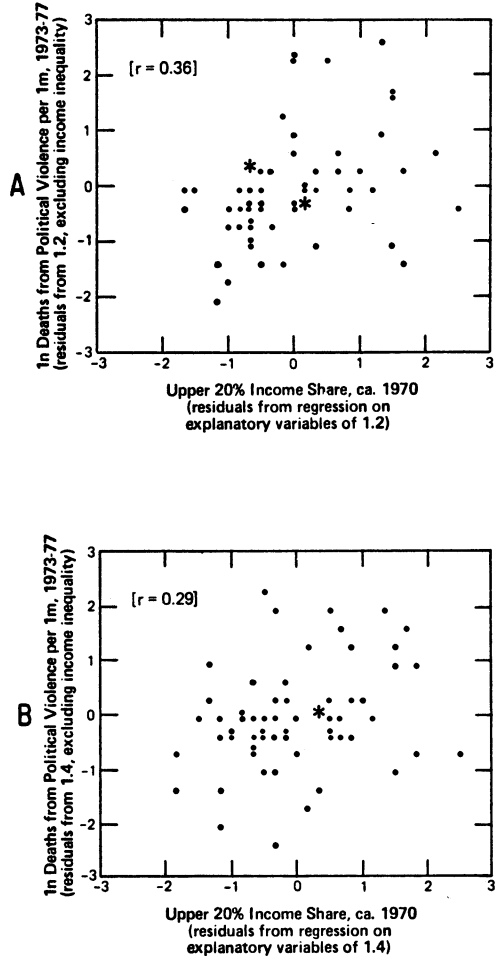 A
1n Deaths from Political Violence per 1m, 1973-77
(residuals from 1.2, excluding income inequality)
3
2
1
0
-1
-2
-3
[r = 0.36]
-3 -2 -1 0 1 2 3
Upper 20% Income Share, ca. 1970
(residuals from regression on
explanatory variables of 1.2)
B
1n Deaths from Political Violence per 1m, 1973-77
(residuals from 1.4, excluding income inequality)
3
2
1
0
-1
-2
-3
[r = 0.29]
-3 -2 -1 0 1 2 3
Upper 20% Income Share, ca. 1970
(residuals from regression on
explanatory variables of 1.4)